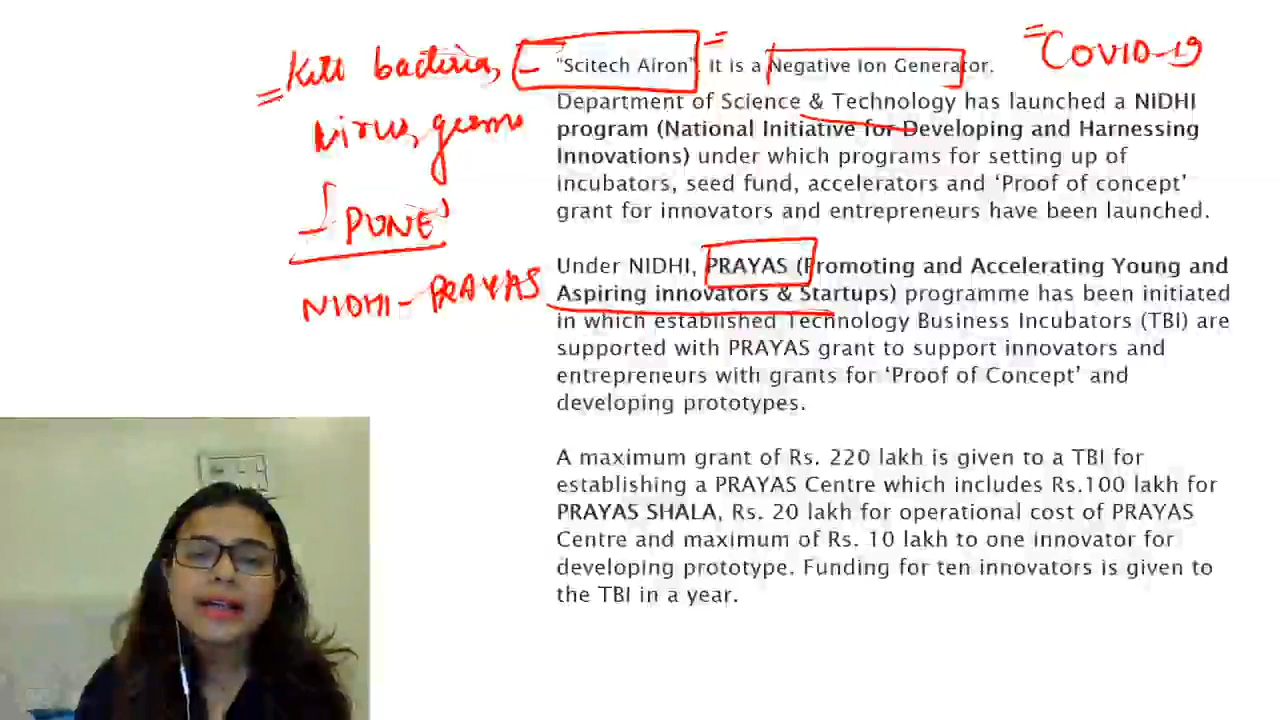 Kill bacteria,
virus, germs
- PUNE
NIDHI - PRAYAS
COVID-19
- "Scitech Airon". It is a Negative Ion Generator.
Department of Science & Technology has launched a NIDHI
program (National Initiative for Developing and Harnessing
Innovations) under which programs for setting up of
incubators, seed fund, accelerators and ‘Proof of concept’
grant for innovators and entrepreneurs have been launched.
Under NIDHI, PRAYAS (Promoting and Accelerating Young and
Aspiring innovators & Startups) programme has been initiated
in which established Technology Business Incubators (TBI) are
supported with PRAYAS grant to support innovators and
entrepreneurs with grants for ‘Proof of Concept’ and
developing prototypes.
A maximum grant of Rs. 220 lakh is given to a TBI for
establishing a PRAYAS Centre which includes Rs.100 lakh for
PRAYAS SHALA, Rs. 20 lakh for operational cost of PRAYAS
Centre and maximum of Rs. 10 lakh to one innovator for
developing prototype. Funding for ten innovators is given to
the TBI in a year.